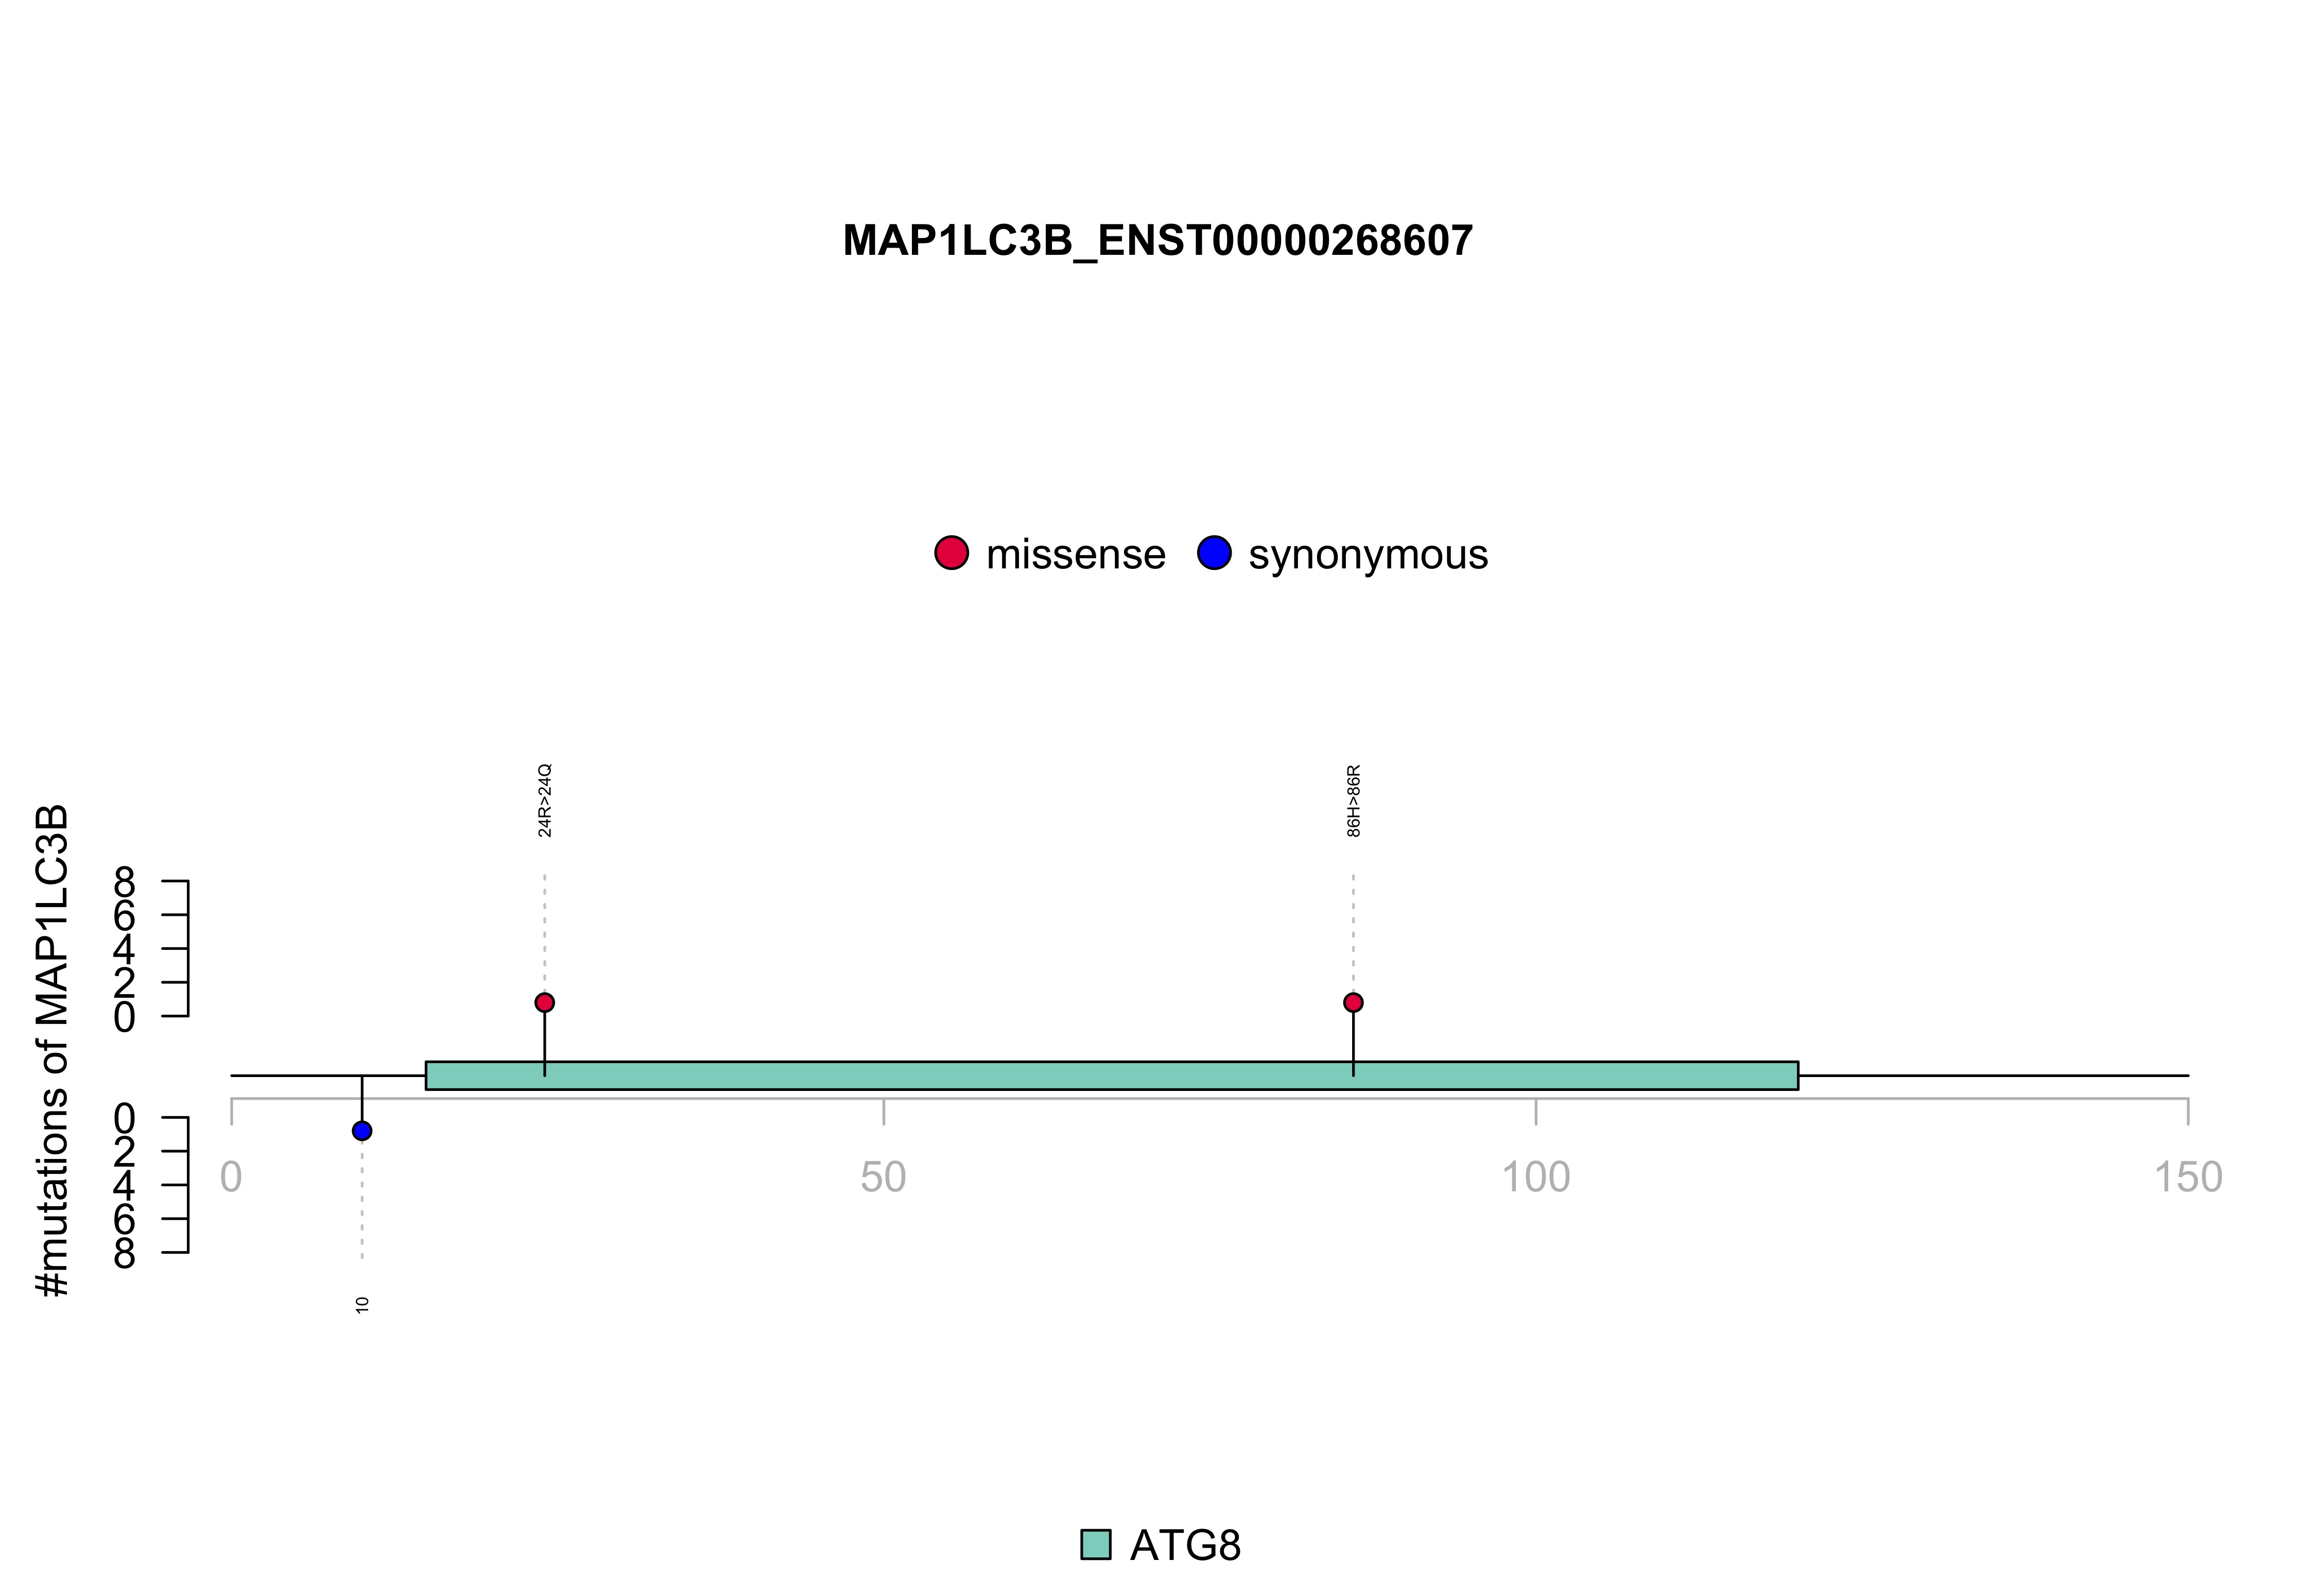 MAP1LC3B_ENST00000268607
missense synonymous
24R>24Q 86H>86R
#mutations of MAP1LC3B
8
6
4
2
0
0
2
4
6
8
0 50 100 150
10
ATG8